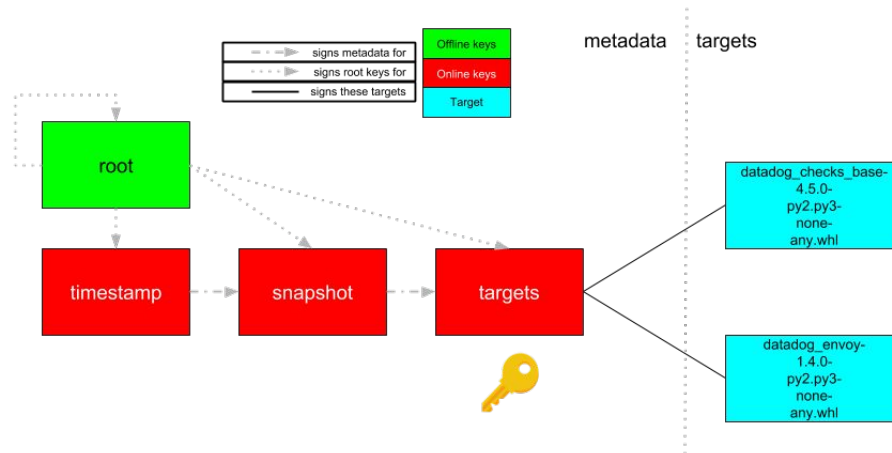 signs metadata for
signs root keys for
signs these targets
Offline keys
Online keys
Target
metadata
targets
root
timestamp
snapshot
targets
datadog_checks_base-
4.5.0-
py2.py3-
none-
any.whl
datadog_envoy-
1.4.0-
py2.py3-
none-
any.whl